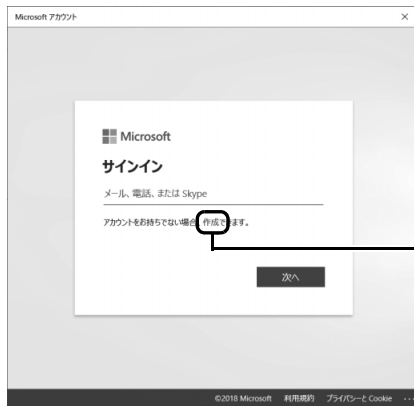 Microsoft アカウント
Microsoft
サインイン
メール、電話、または Skype
アカウントをお持ちでない場合、作成できます。
次へ
©2018 Microsoft 利用規約 プライバシーと Cookie ...